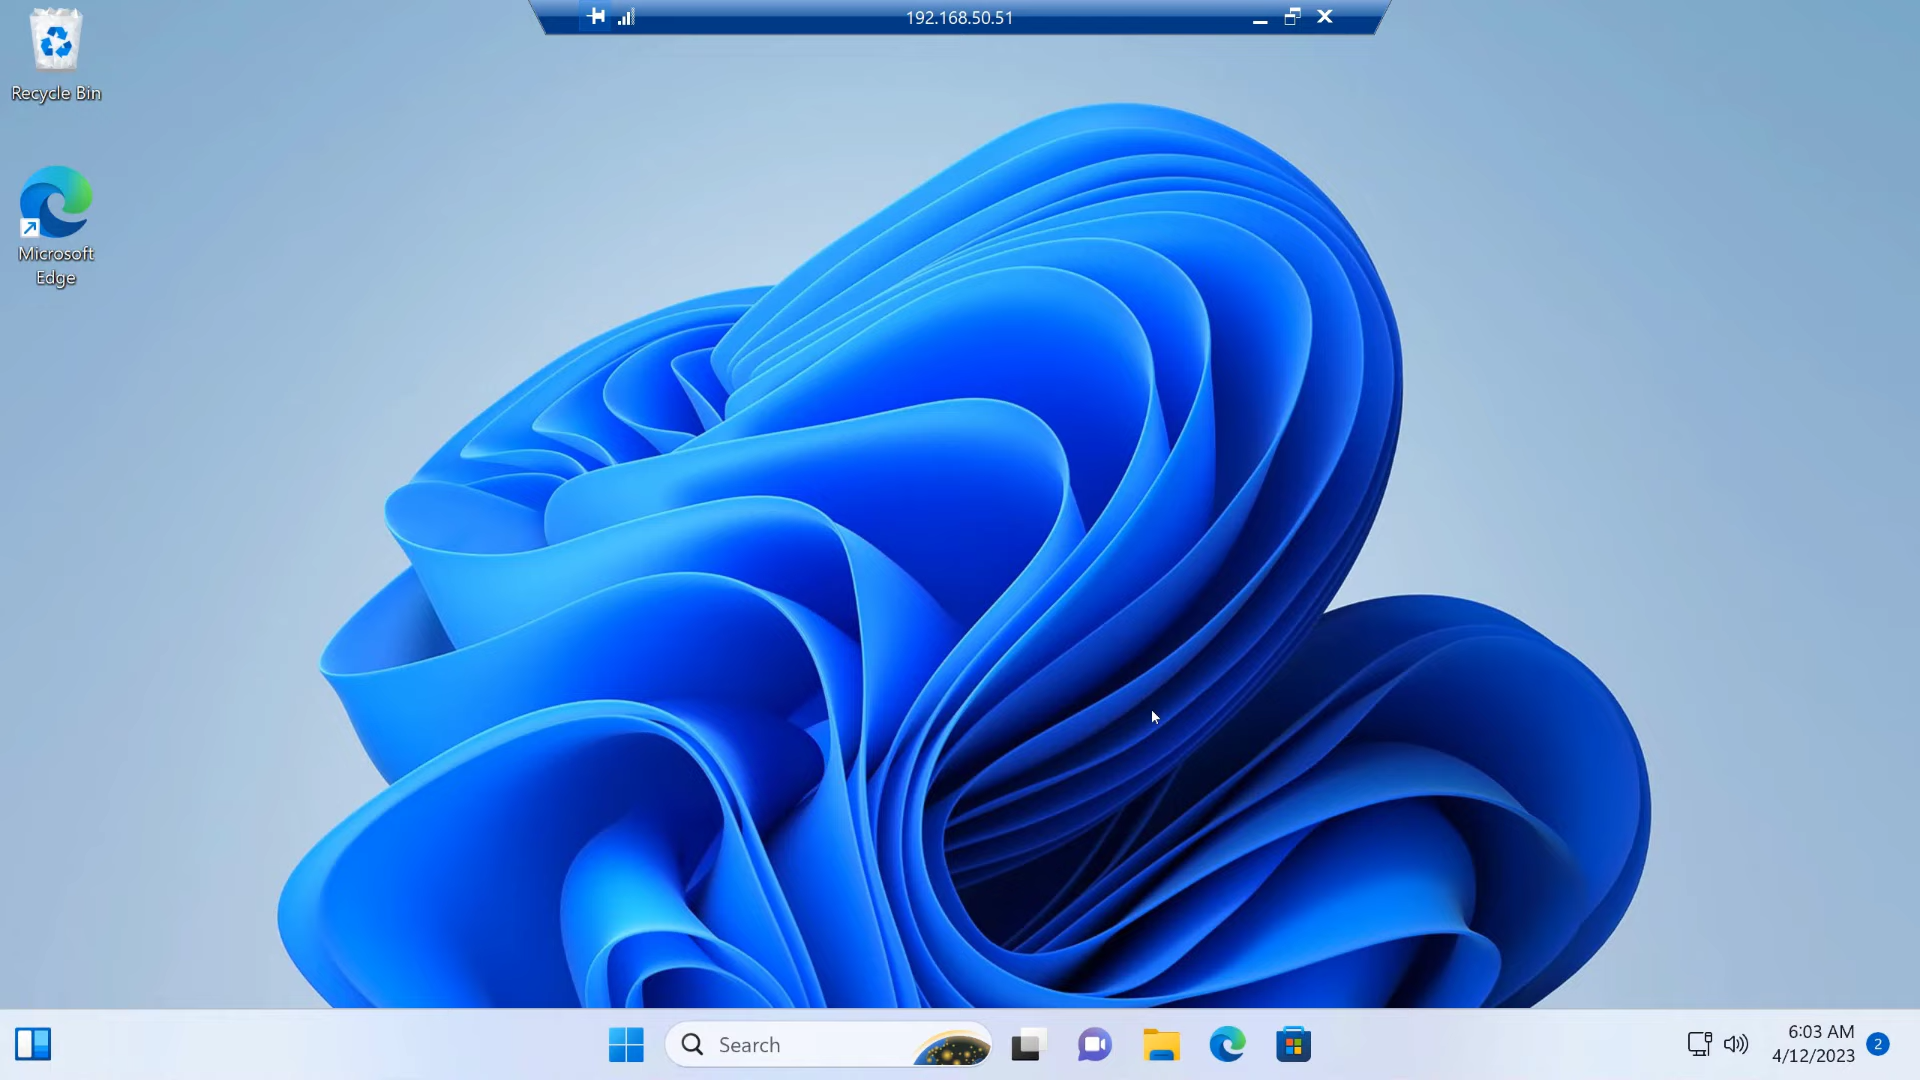 192.168.50.51
Recycle Bin
Microsoft
Edge
Search
6:03 AM
4/12/2023
2